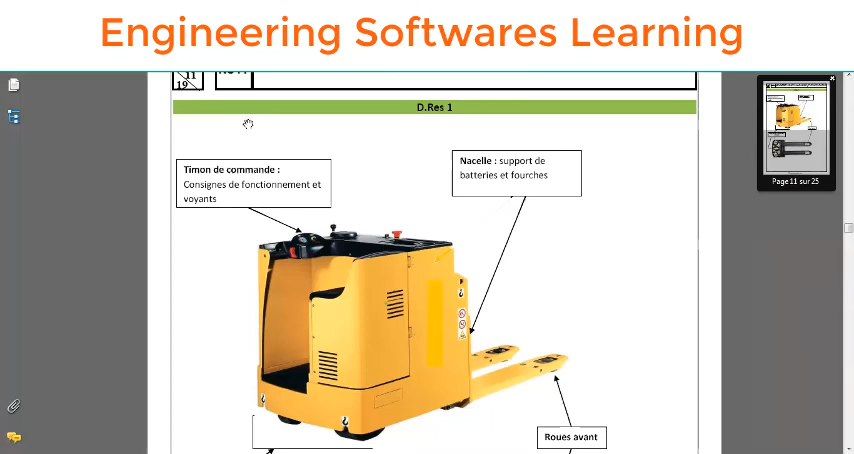 Engineering Softwares Learning
11
19
D.Res 1
Timon de commande :
Consignes de fonctionnement et
voyants
Nacelle : support de
batteries et fourches
Roues avant
Page 11 sur 25